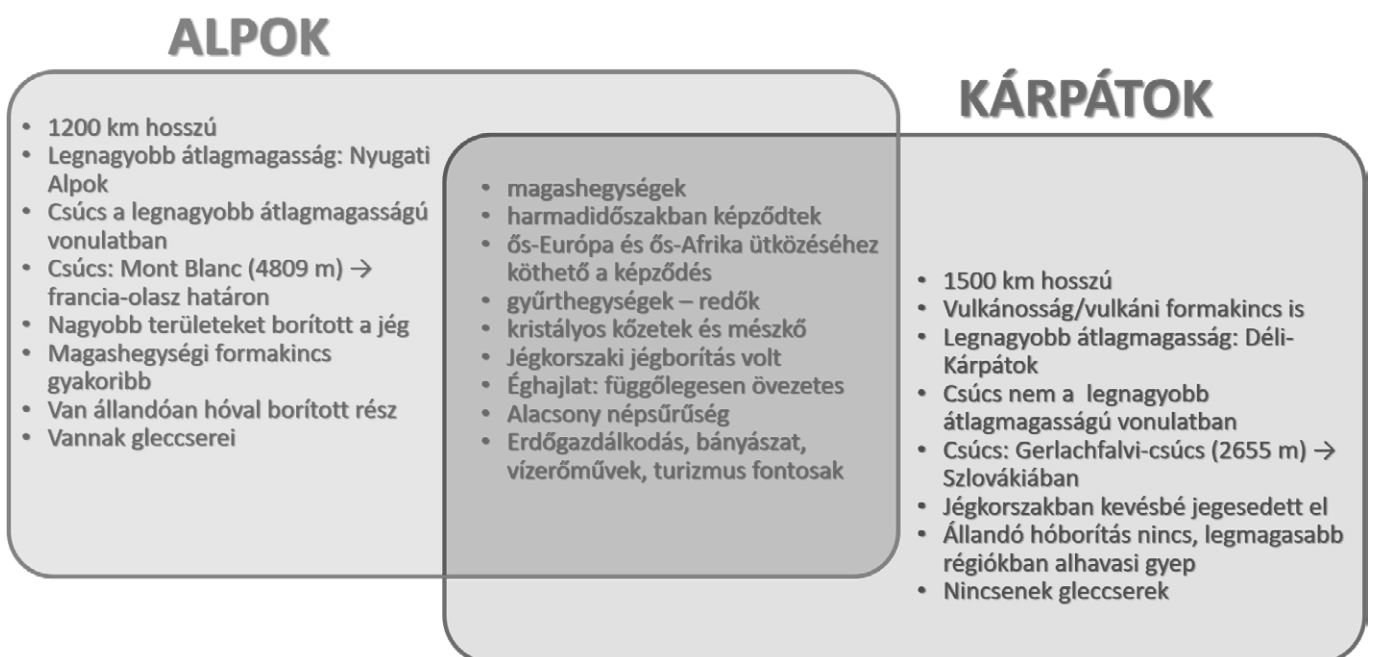 ALPOK
• 1200 km hosszú
• Legnagyobb átlagmagasság: Nyugati
Alpok
• Csúcs a legnagyobb átlagmagasságú
vonulatban
• Csúcs: Mont Blanc (4809 m) →
francia-olasz határon
• Nagyobb területeket borított a jég
• Magashegységi formakincs
gyakoribb
• Van állandóan hóval borított rész
• Vannak gleccserei
• magashegységek
• harmadidőszakban képződtek
• ős-Európa és ős-Afrika ütközéséhez
köthető a képződés
• gyűrthegységek – redők
• kristályos kőzetek és mészkő
• Jégkorszaki jégborítás volt
• Éghajlat: függőlegesen övezetes
• Alacsony népsűrűség
• Erdőgazdálkodás, bányászat,
vízerőművek, turizmus fontosak
KÁRPÁTOK
• 1500 km hosszú
• Vulkánosság/vulkáni formakincs is
• Legnagyobb átlagmagasság: Déli-
Kárpátok
• Csúcs nem a legnagyobb
átlagmagasságú vonulatban
• Csúcs: Gerlachfalvi-csúcs (2655 m) →
Szlovákiában
• Jégkorszakban kevésbé jegesedett el
• Állandó hóborítás nincs, legmagasabb
régiókban alhavasi gyep
• Nincsenek gleccserek